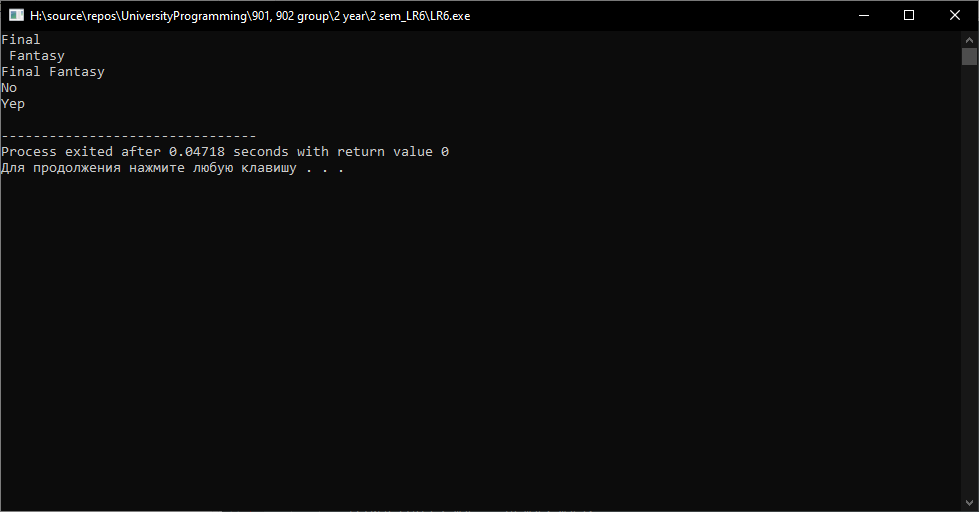 H:\source\repos\UniversityProgramming\901, 902 group\2 year\2 sem_LR6\LR6.exe
Final
 Fantasy
Final Fantasy
No
Yep
--------------------------------
Process exited after 0.04718 seconds with return value 0
Для продолжения нажмите любую клавишу . . .